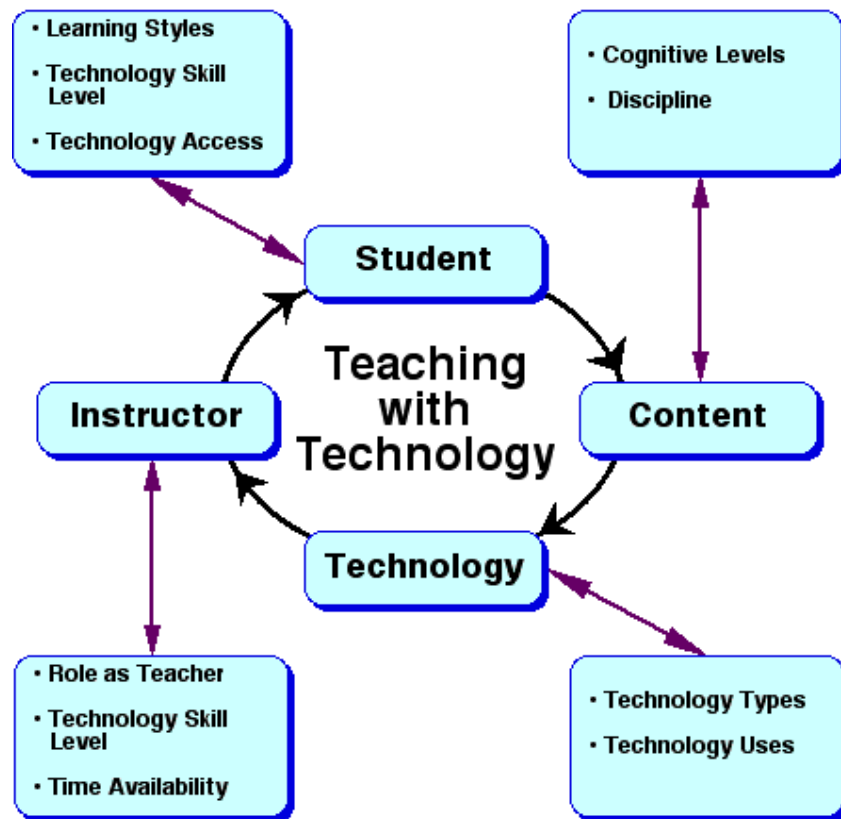 • Learning Styles
• Technology Skill
Level
• Technology Access
• Cognitive Levels
• Discipline
Student
Teaching
with
Technology
Instructor
Content
Technology
• Role as Teacher
• Technology Skill
Level
• Time Availability
• Technology Types
• Technology Uses